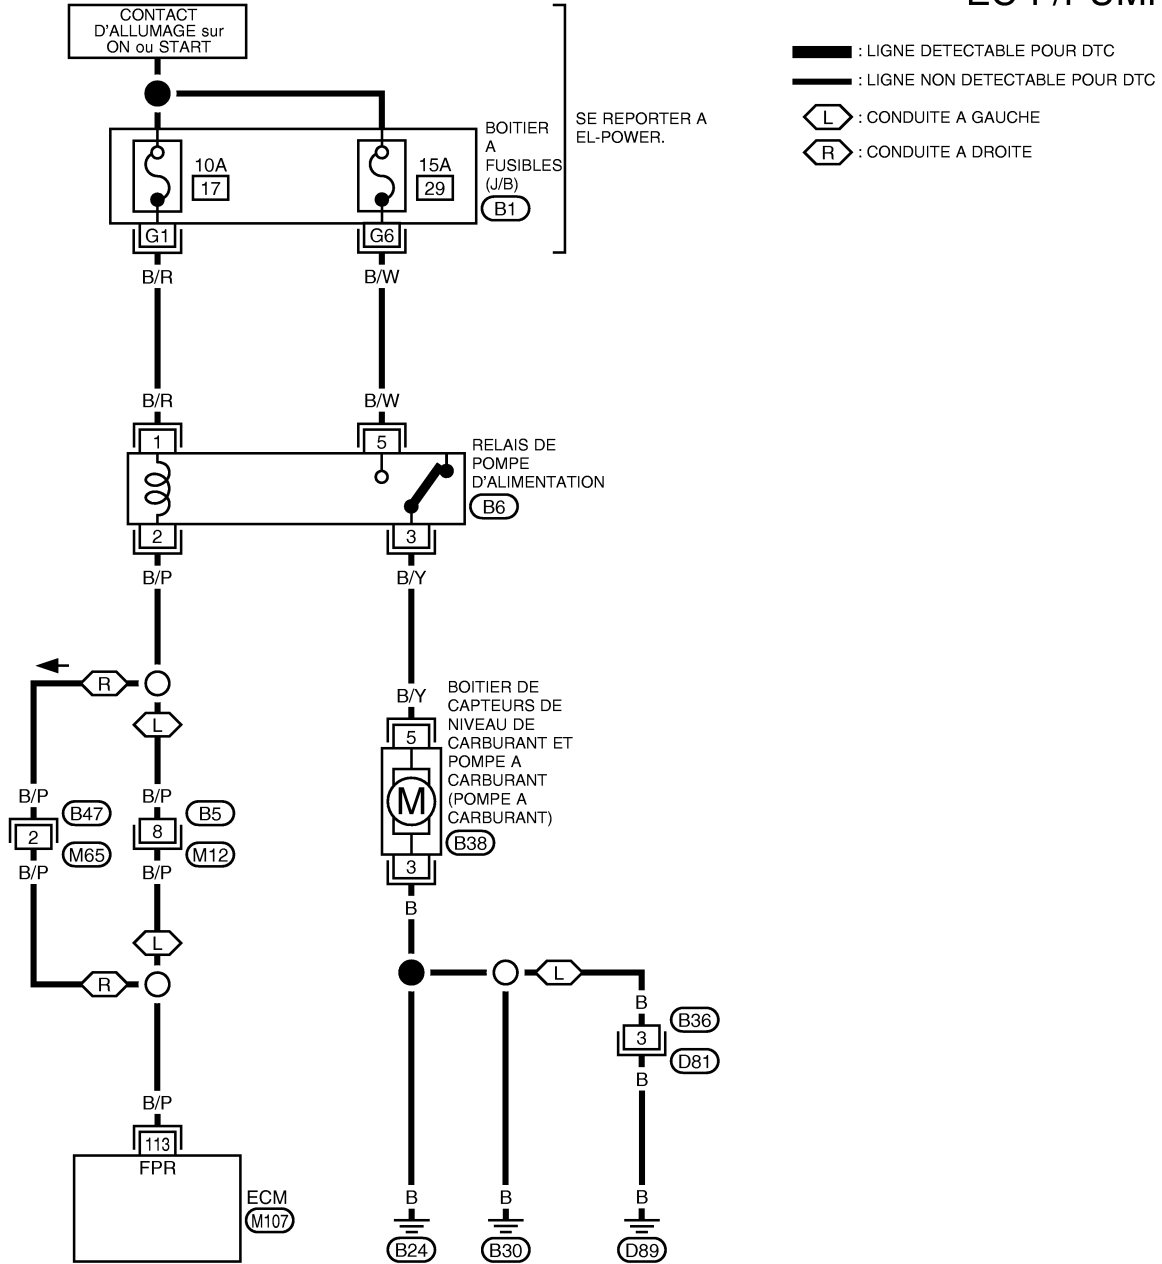 CONTACT
D'ALLUMAGE sur
ON ou START
: LIGNE DETECTABLE POUR DTC
: LIGNE NON DETECTABLE POUR DTC
L : CONDUITE A GAUCHE
R : CONDUITE A DROITE
SE REPORTER A
EL-POWER.
BOITIER
A
FUSIBLES
(J/B)
B1
10A
17
15A
29
G1
G6
B/R
B/W
B/R
B/W
1
5
RELAIS DE
POMPE
D'ALIMENTATION
B6
2
3
B/P
B/Y
R
L
B/Y
BOITIER DE
CAPTEURS DE
NIVEAU DE
CARBURANT ET
POMPE A
CARBURANT
(POMPE A
CARBURANT)
B38
5
M
3
B/P
B/P
B47
B5
2
8
M65
M12
B/P
B/P
B
L
R
L
B
B36
3
D81
B
B/P
113
FPR
ECM
M107
B
B
B
B24
B30
D89